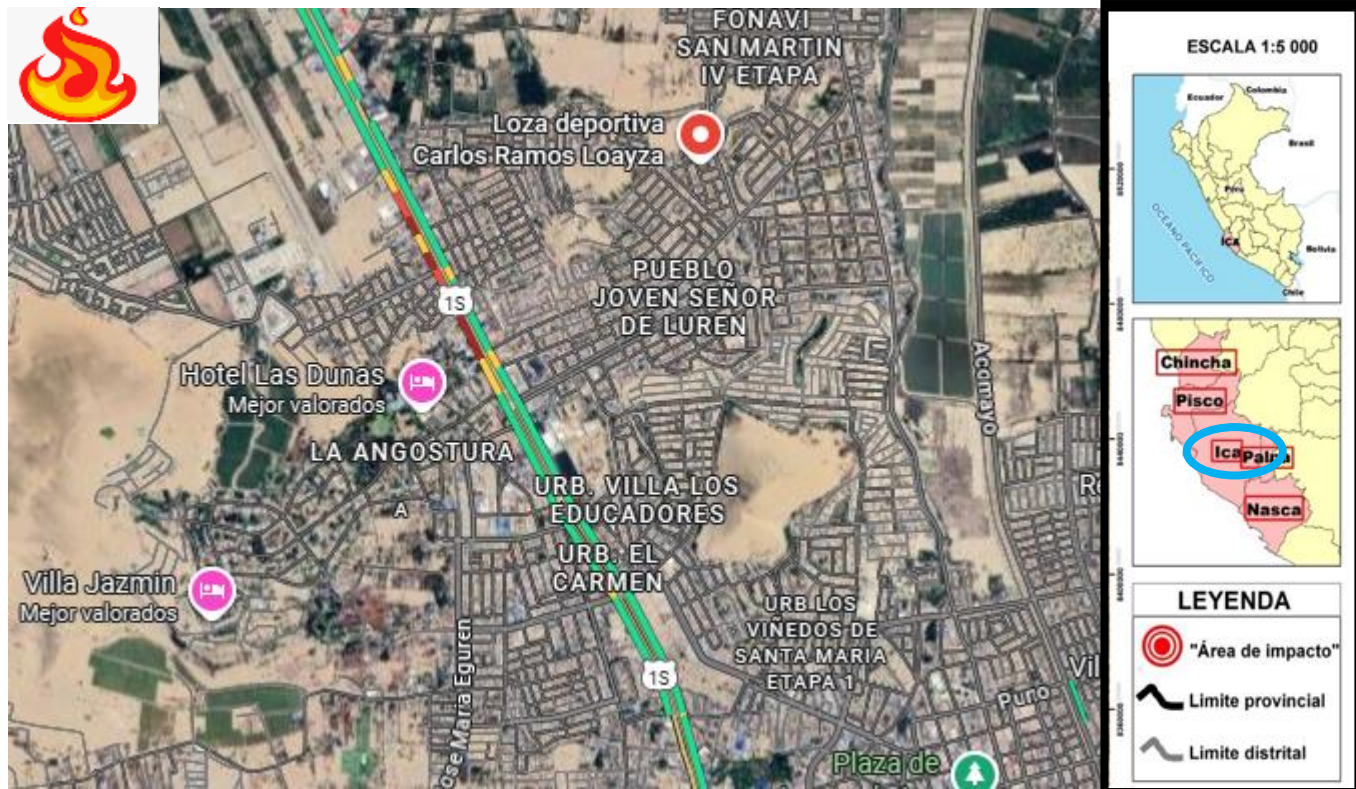 FONAVI
SAN MARTIN
IV ETAPA
Loza deportiva
Carlos Ramos Loayza
PUEBLO
JOVEN SEÑOR
DE LUREN
1S
Hotel Las Dunas
Mejor valorados
LA ANGOSTURA
Acomayo
URB. VILLA LOS
EDUCADORES
A
URB. EL
CARMEN
Villa Jazmin
Mejor valorados
URB LOS
VIÑEDOS DE
SANTA MARIA
ETAPA 1
1S
Puro
Plaza de
ESCALA 1:5 000
Ecuador
Colombia
Brasil
Perú
ICA
OCEANO PACIFICO
Bolivia
Chile
Chincha
Pisco
Ica
Palpa
Nasca
LEYENDA
"Área de impacto"
Limite provincial
Limite distrital